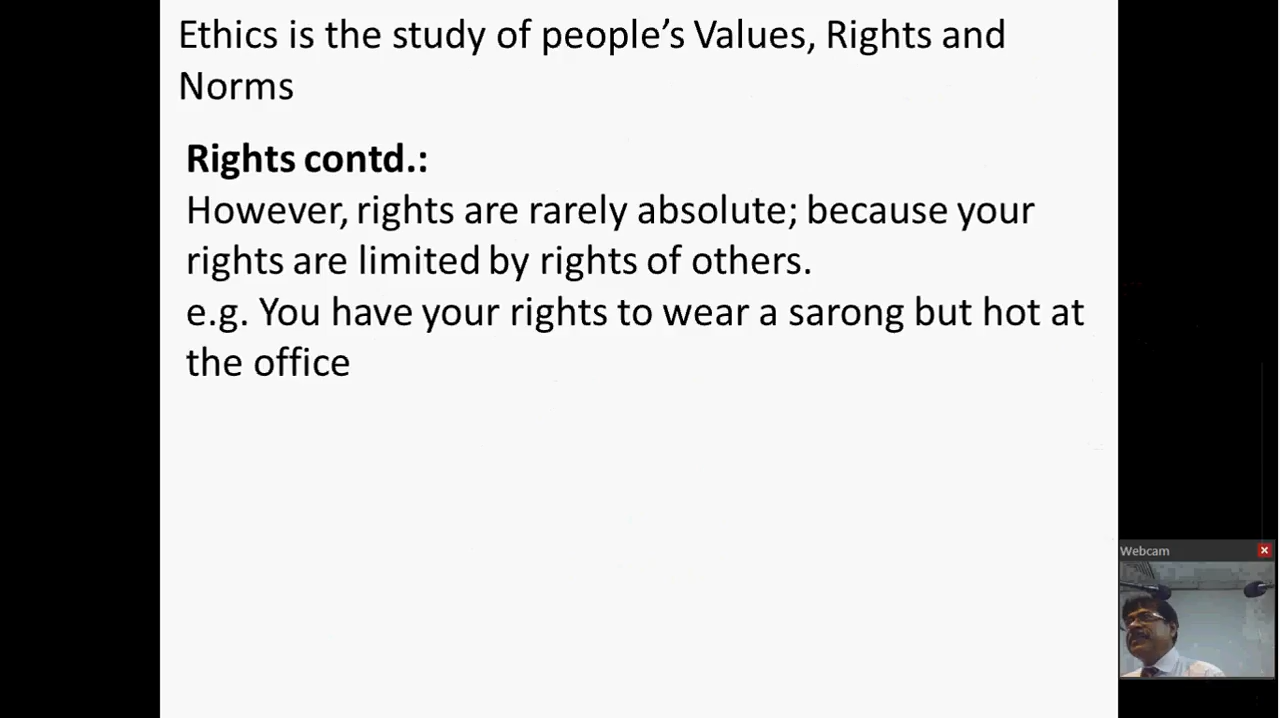 Ethics is the study of people’s Values, Rights and
Norms
Rights contd.:
However, rights are rarely absolute; because your
rights are limited by rights of others.
e.g. You have your rights to wear a sarong but hot at
the office
Webcam